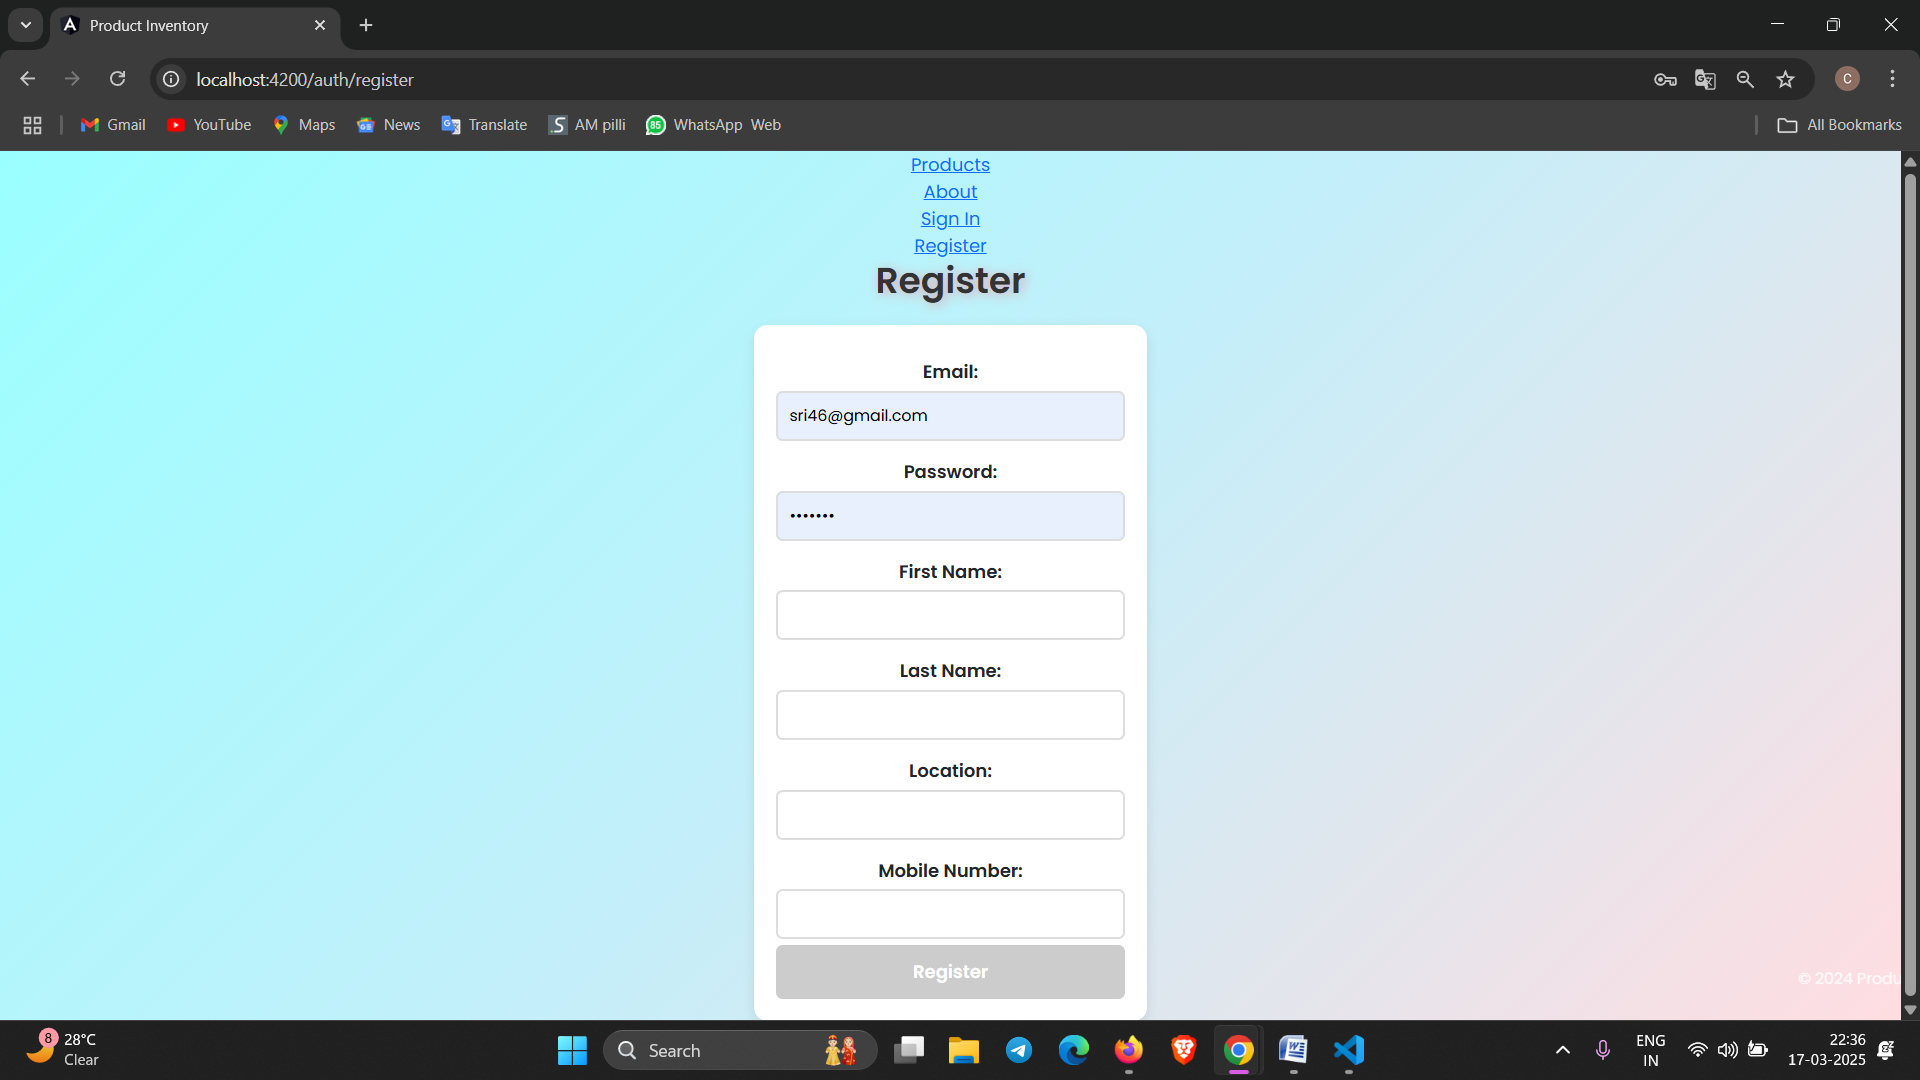 Product Inventory
localhost:4200/auth/register
C
Gmail
YouTube
Maps
News
Translate
AM pilli
85
WhatsApp Web
All Bookmarks
Products
About
Sign In
Register
Register
Email:
sri46@gmail.com
Password:
•••••••
First Name:
Last Name:
Location:
Mobile Number:
Register
© 2024 Produ
8
28°C
Clear
Search
ENG
IN
22:36
17-03-2025